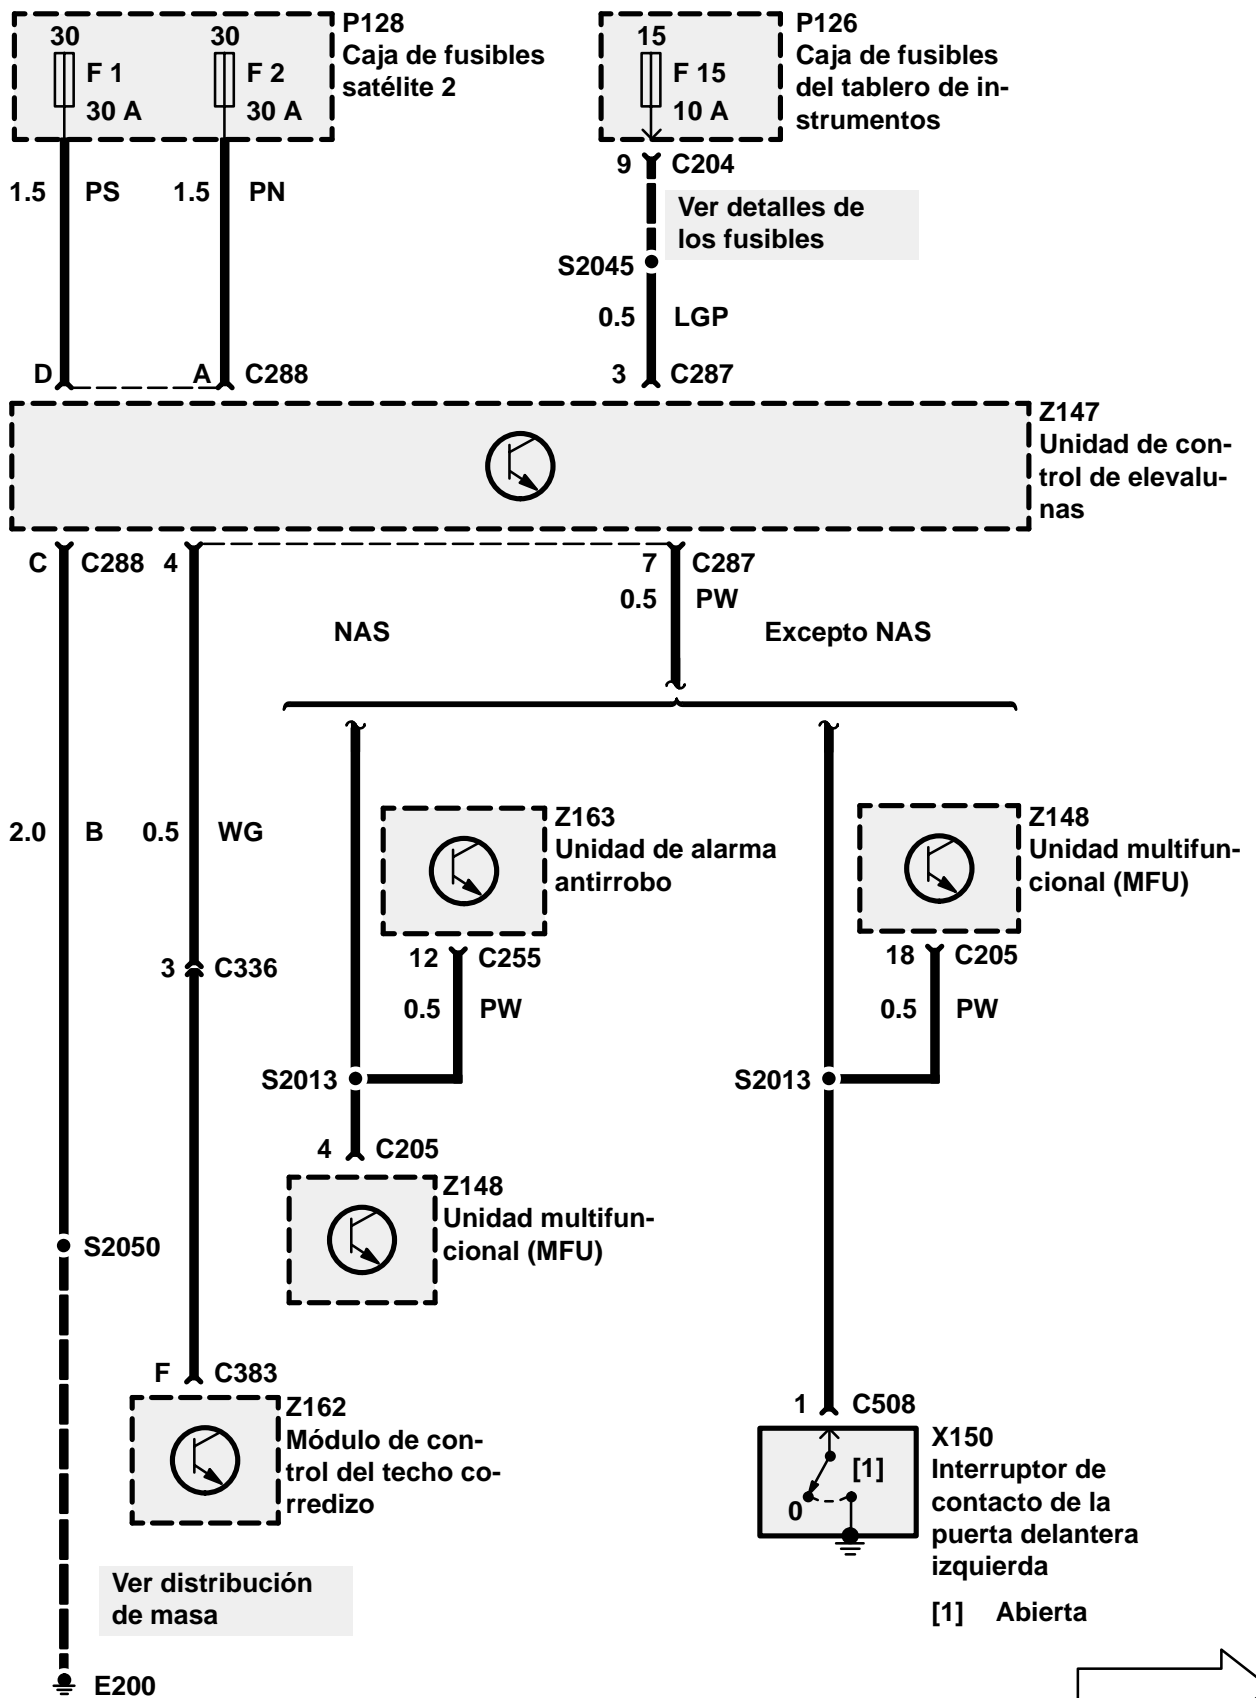 30
F 1
30 A
30
F 2
30 A
P128
Caja de fusibles
satélite 2
15
F 15
10 A
P126
Caja de fusibles
del tablero de in-
strumentos
9 C204
1.5 PS
1.5 PN
Ver detalles de
los fusibles
S2045
0.5 LGP
D
A C288
3 C287
Z147
Unidad de con-
trol de elevalu-
nas
C C288
4
7 C287
0.5 PW
NAS
Excepto NAS
2.0 B
0.5 WG
Z163
Unidad de alarma
antirrobo
12 C255
0.5 PW
Z148
Unidad multifun-
cional (MFU)
18 C205
0.5 PW
3 C336
S2013
S2013
4 C205
Z148
Unidad multifun-
cional (MFU)
S2050
F C383
Z162
Módulo de con-
trol del techo co-
rredizo
1 C508
[1]
0
X150
Interruptor de
contacto de la
puerta delantera
izquierda
[1] Abierta
Ver distribución
de masa
E200